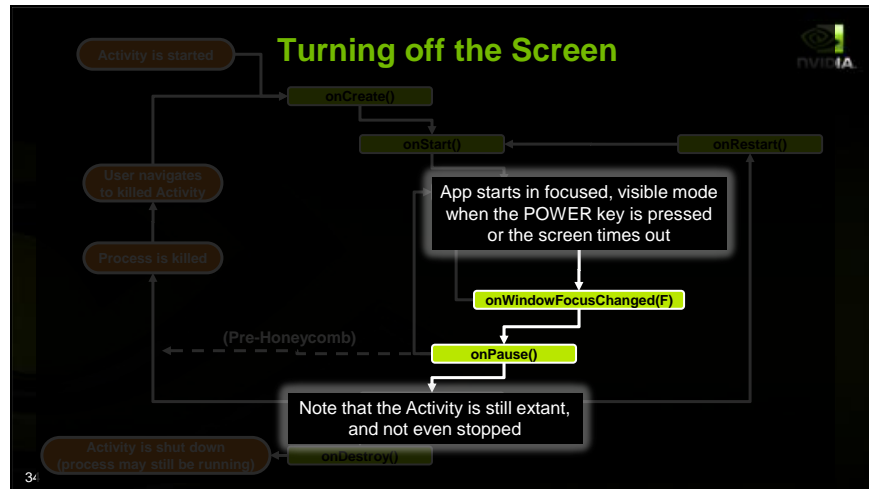 Turning off the Screen
NVIDIA
Activity is started
onCreate()
onStart()
onRestart()
User navigates
to killed Activity
App starts in focused, visible mode
when the POWER key is pressed
or the screen times out
Process is killed
onWindowFocusChanged(F)
(Pre-Honeycomb)
onPause()
Note that the Activity is still extant,
and not even stopped
Activity is shut down
(process may still be running)
onDestroy()
34